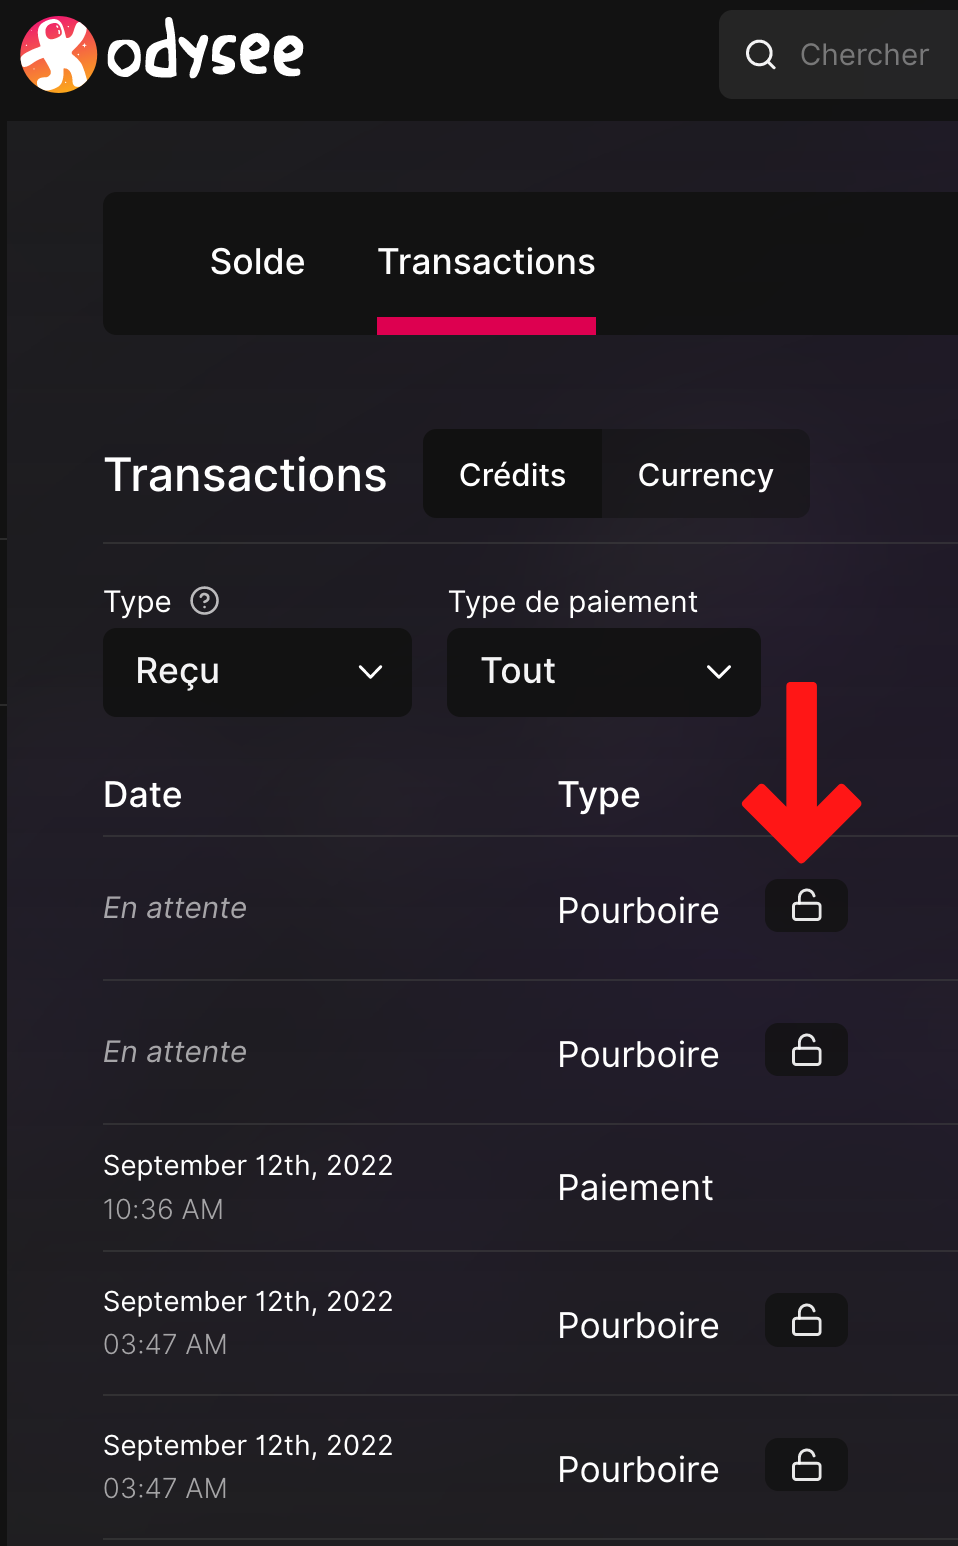 odysee
Chercher
Solde Transactions
Transactions Crédits Currency
Type Type de paiement
Reçu Tout
Date Type
En attente Pourboire
En attente Pourboire
September 12th, 2022
10:36 AM
Paiement
September 12th, 2022
03:47 AM
Pourboire
September 12th, 2022
03:47 AM
Pourboire